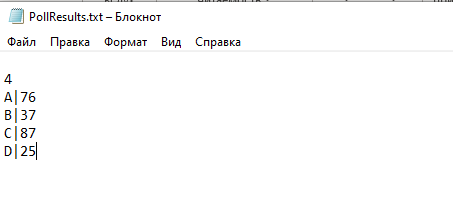 PollResults.txt – Блокнот
Файл Правка Формат Вид Справка
4
A|76
B|37
C|87
D|25